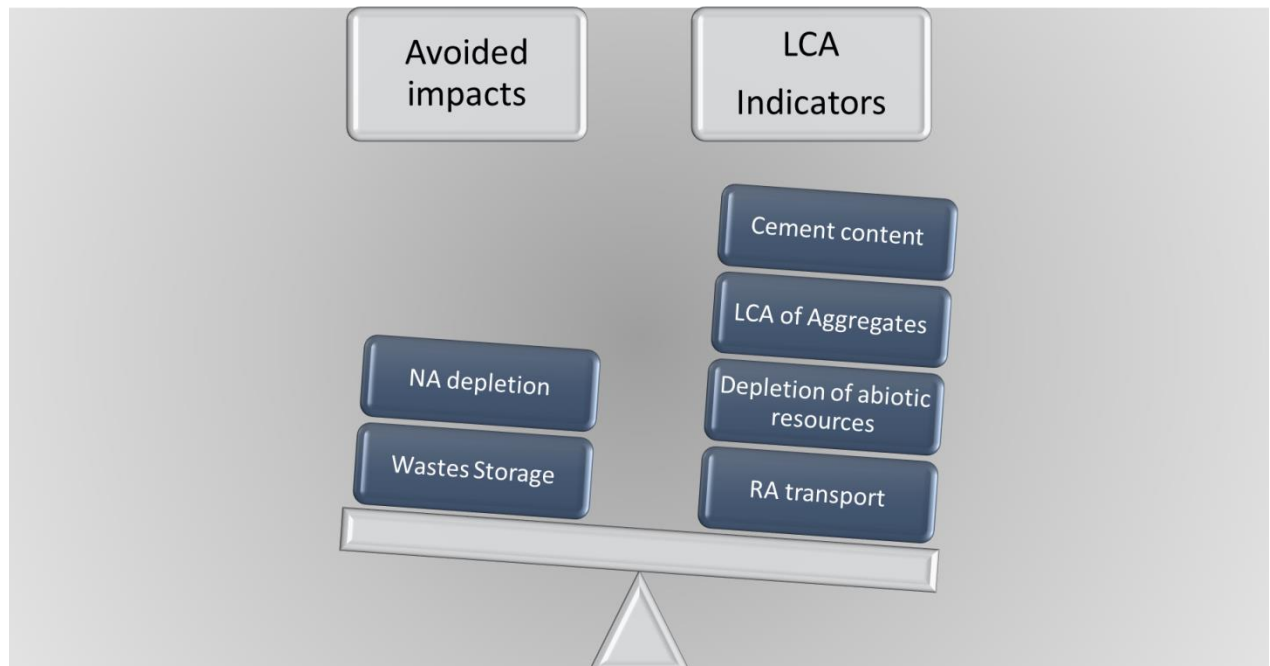 Avoided
impacts
LCA
Indicators
Cement content
LCA of Aggregates
NA depletion
Depletion of abiotic
resources
Wastes Storage
RA transport